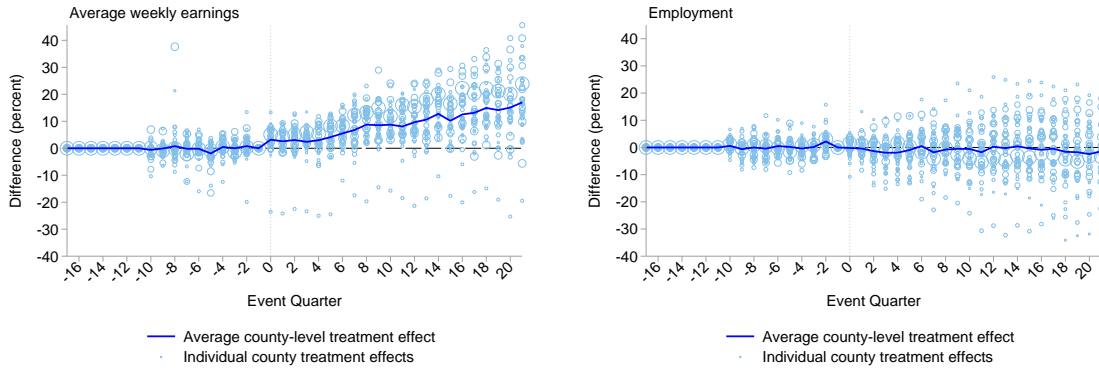 Average weekly earnings
Difference (percent)
40
30
20
10
0
-10
-20
-30
-40
-16 -14 -12 -10 -8 -6 -4 -2 0 2 4 6 8 10 12 14 16 18 20
Event Quarter
Average county-level treatment effect
Individual county treatment effects
Employment
Difference (percent)
40
30
20
10
0
-10
-20
-30
-40
-16 -14 -12 -10 -8 -6 -4 -2 0 2 4 6 8 10 12 14 16 18 20
Event Quarter
Average county-level treatment effect
Individual county treatment effects